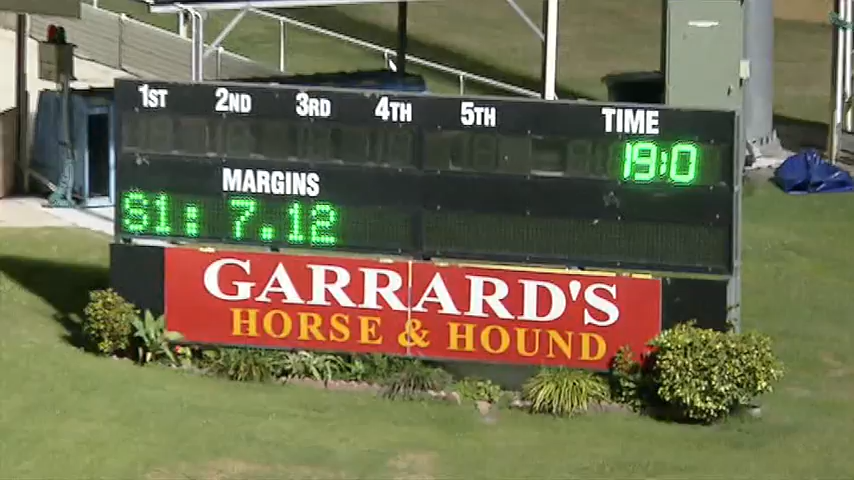 1ST 2ND 3RD 4TH 5TH TIME
19:0
MARGINS
S1: 7.12
GARRARD'S
HORSE & HOUND